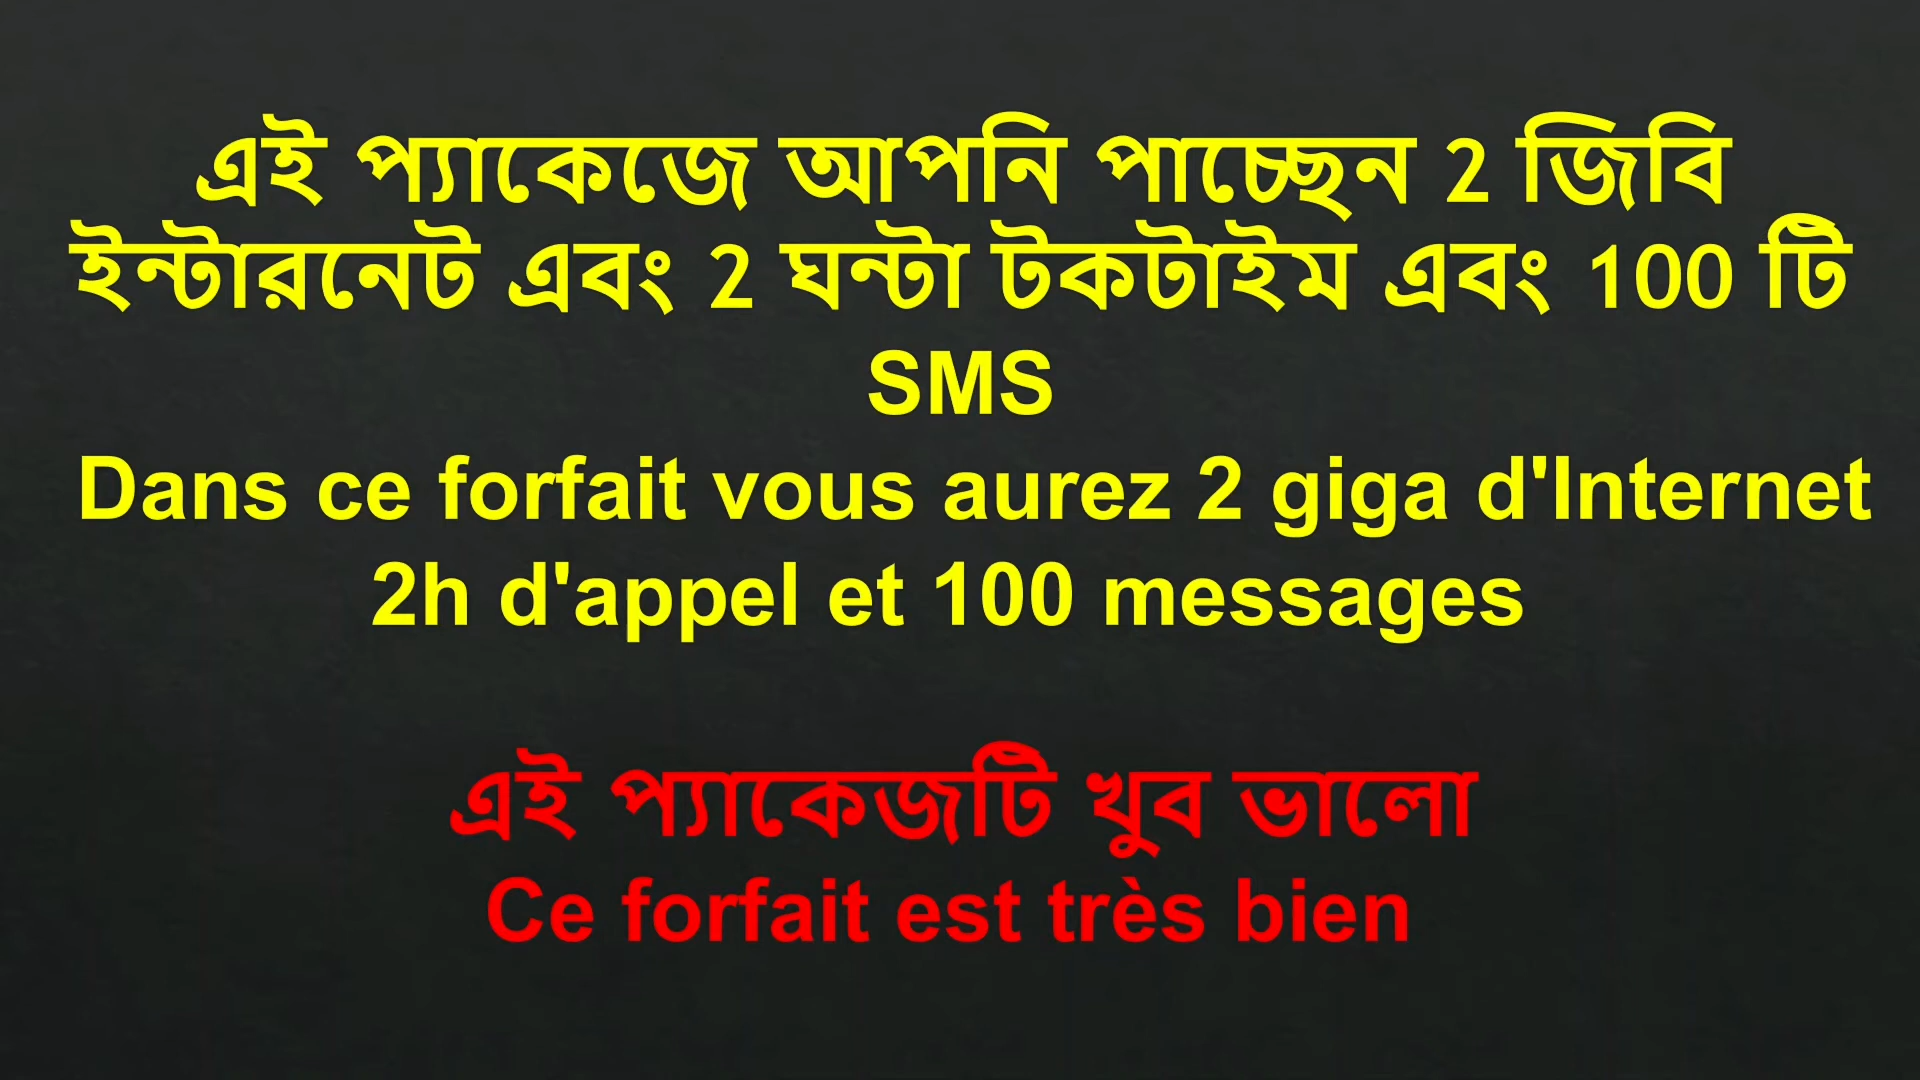 এই প্যাকেজে আপনি পাচ্ছেন 2 জিবি
ইন্টারনেট এবং 2 ঘন্টা টকটাইম এবং 100 টি
SMS
Dans ce forfait vous aurez 2 giga d'Internet
2h d'appel et 100 messages
এই প্যাকেজটি খুব ভালো
Ce forfait est très bien